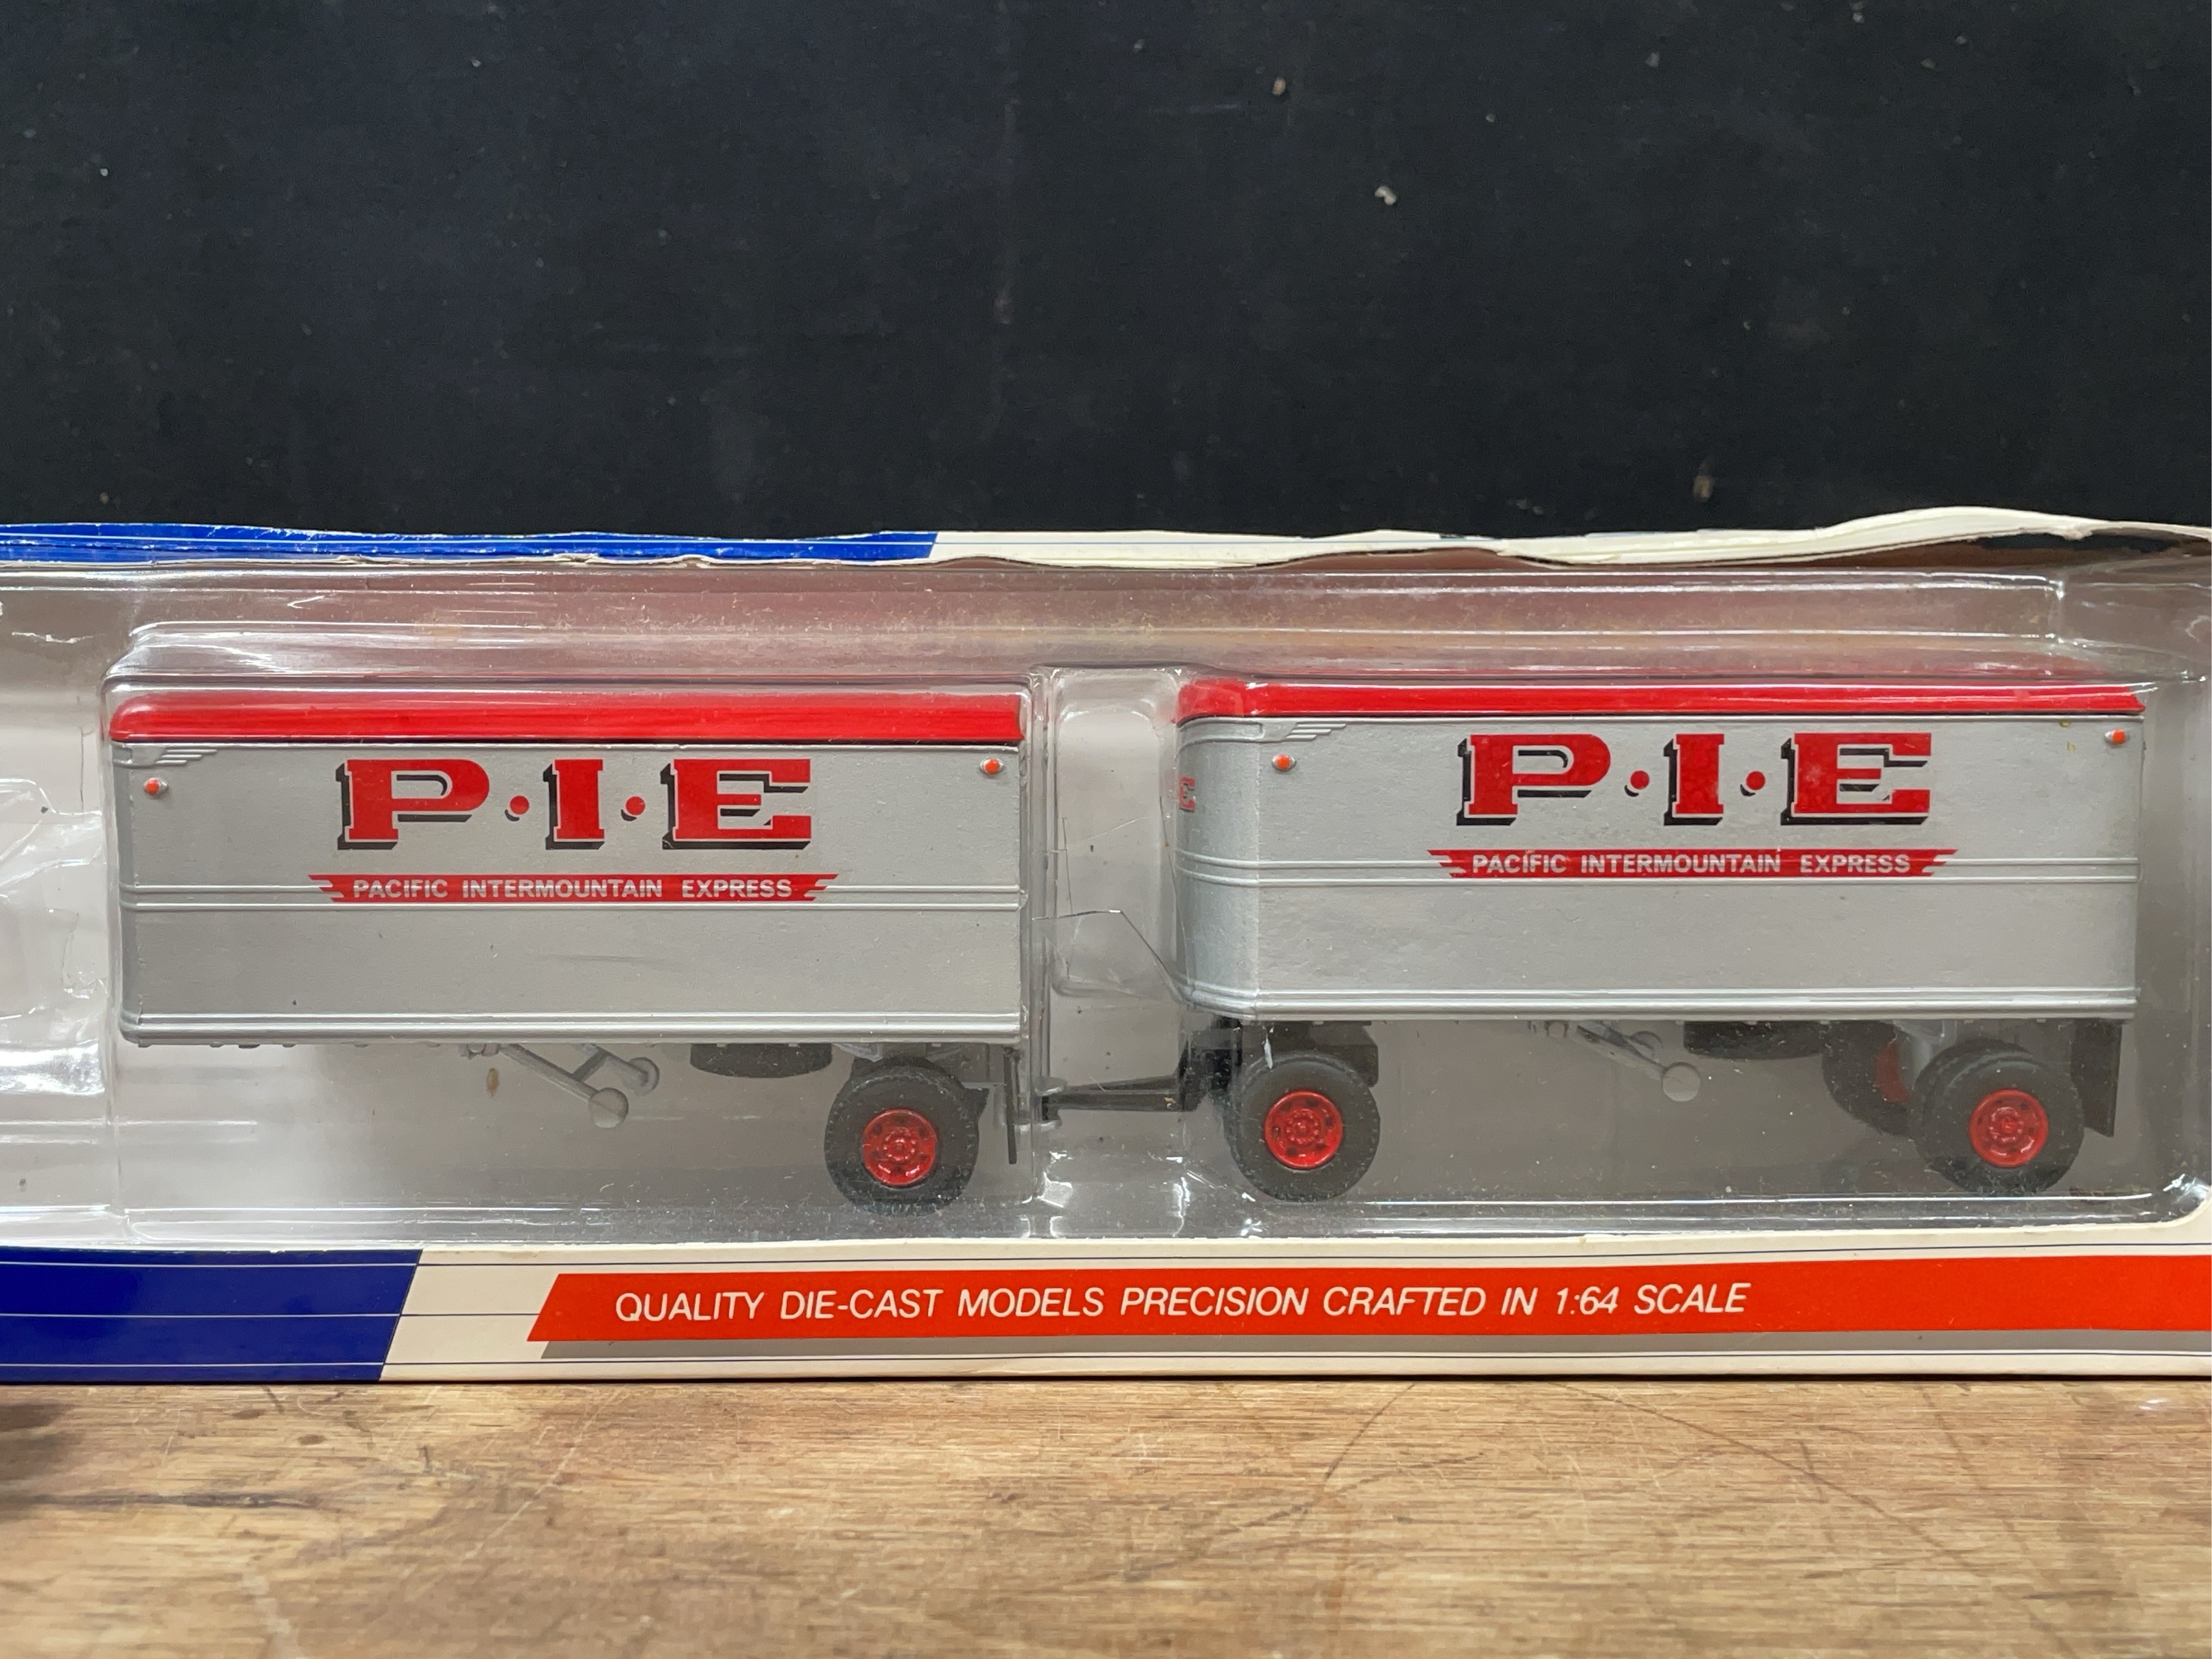 P·I·E
PACIFIC INTERMOUNTAIN EXPRESS
P·I·E
PACIFIC INTERMOUNTAIN EXPRESS
E
QUALITY DIE-CAST MODELS PRECISION CRAFTED IN 1:64 SCALE